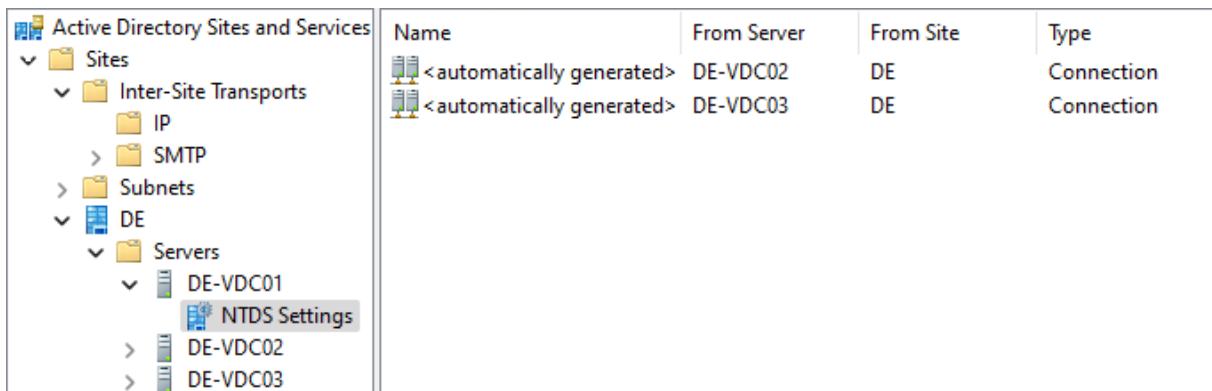 Active Directory Sites and Services
Sites
Inter-Site Transports
IP
SMTP
Subnets
DE
Servers
DE-VDC01
NTDS Settings
DE-VDC02
DE-VDC03
Name From Server From Site Type
<automatically generated> DE-VDC02 DE Connection
<automatically generated> DE-VDC03 DE Connection